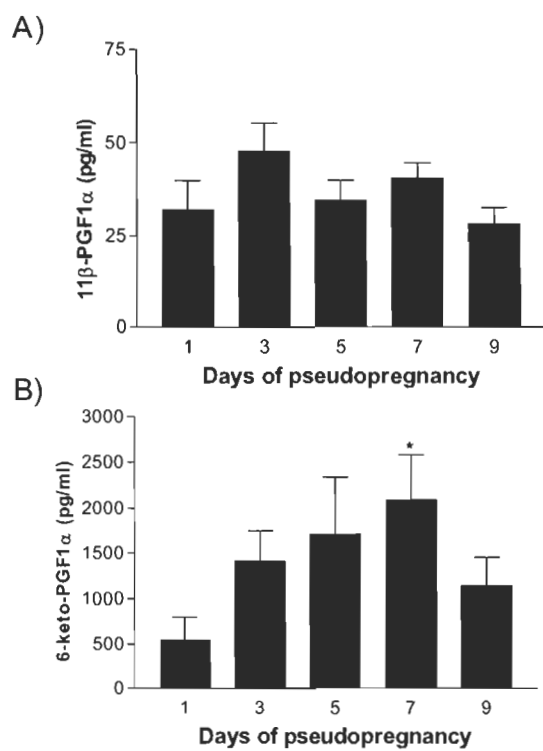 A)
75
50
25
0
11β-PGF1α (pg/ml)
1 3 5 7 9
Days of pseudopregnancy
B)
3000
2500
2000
1500
1000
500
0
6-keto-PGF1α (pg/ml)
*
1 3 5 7 9
Days of pseudopregnancy